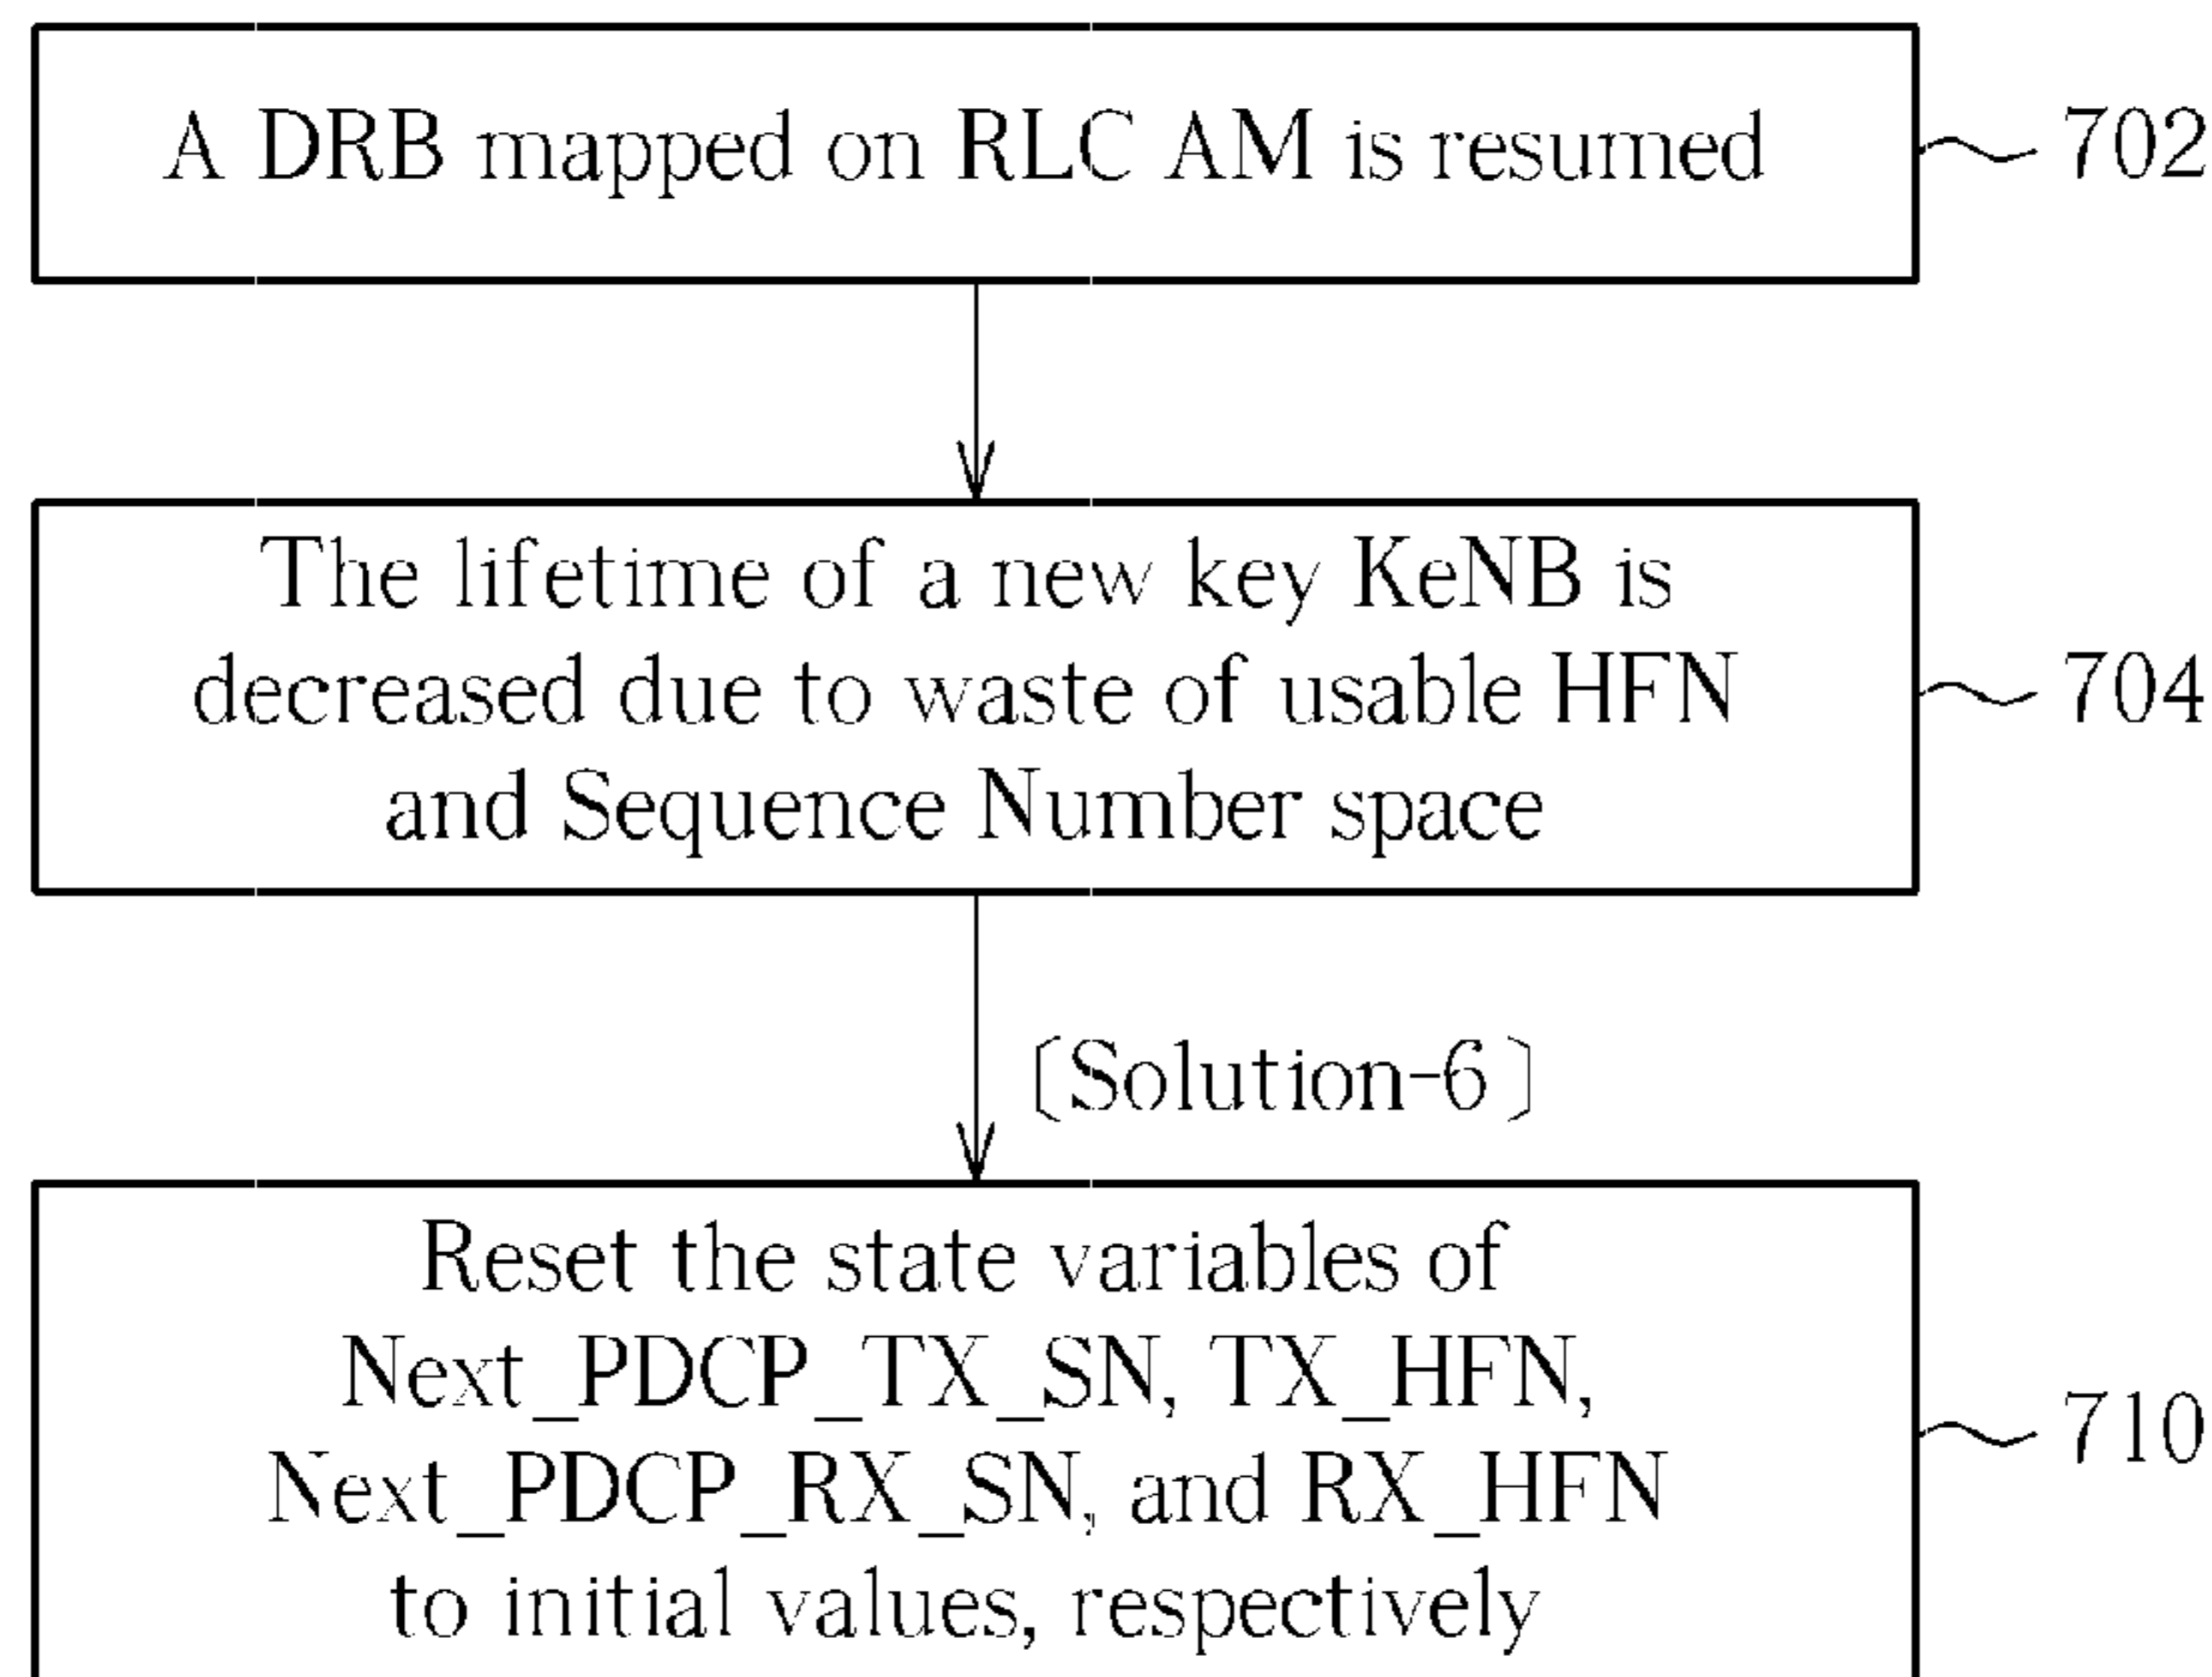 A DRB mapped on RLC AM is resumed
702
The lifetime of a new key KeNB is
decreased due to waste of usable HFN
and Sequence Number space
704
〔Solution-6〕
Reset the state variables of
Next_PDCP_TX_SN, TX_HFN,
Next_PDCP_RX_SN, and RX_HFN
to initial values, respectively
710